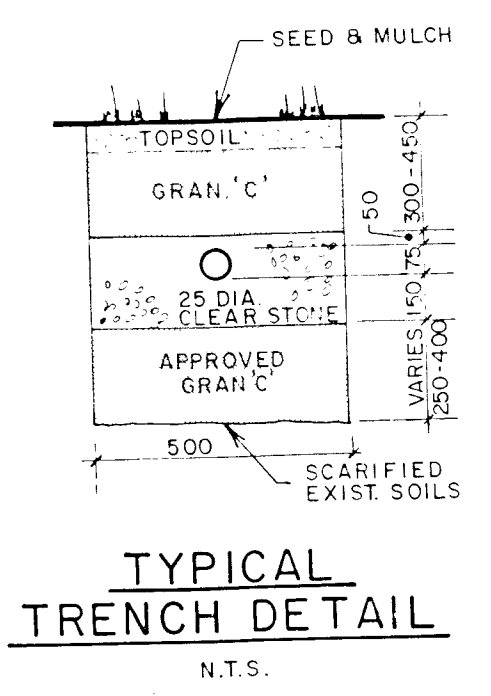 SEED & MULCH
TOPSOIL
GRAN. 'C'
300-450
50
75
25 DIA.
CLEAR STONE
150
APPROVED
GRAN 'C'
VARIES
250-400
500
SCARIFIED
EXIST. SOILS
TYPICAL
TRENCH DETAIL
N.T.S.